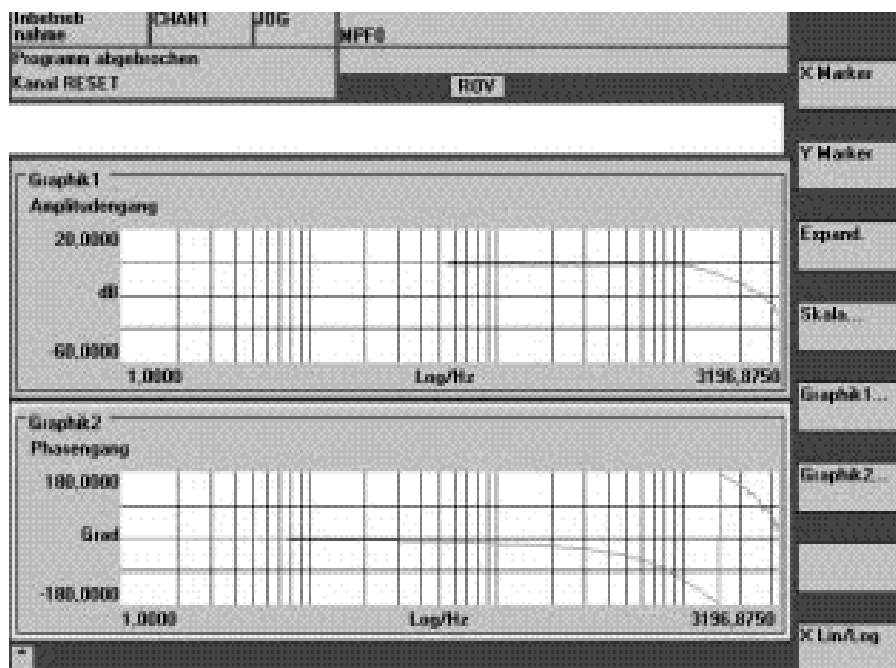 Inbetrieb
nahme
CHAN1
JOG
MPF0
Programm abgebrochen
Kanal RESET
ROV
X Marker
Y Marker
Expand.
Skala...
Graphik1...
Graphik2...
X Lin/Log
Graphik1
Amplitudengang
20,0000
dB
-60,0000
1,0000
Log/Hz
3196,8750
Graphik2
Phasengang
180,0000
Grad
-180,0000
1,0000
Log/Hz
3196,8750